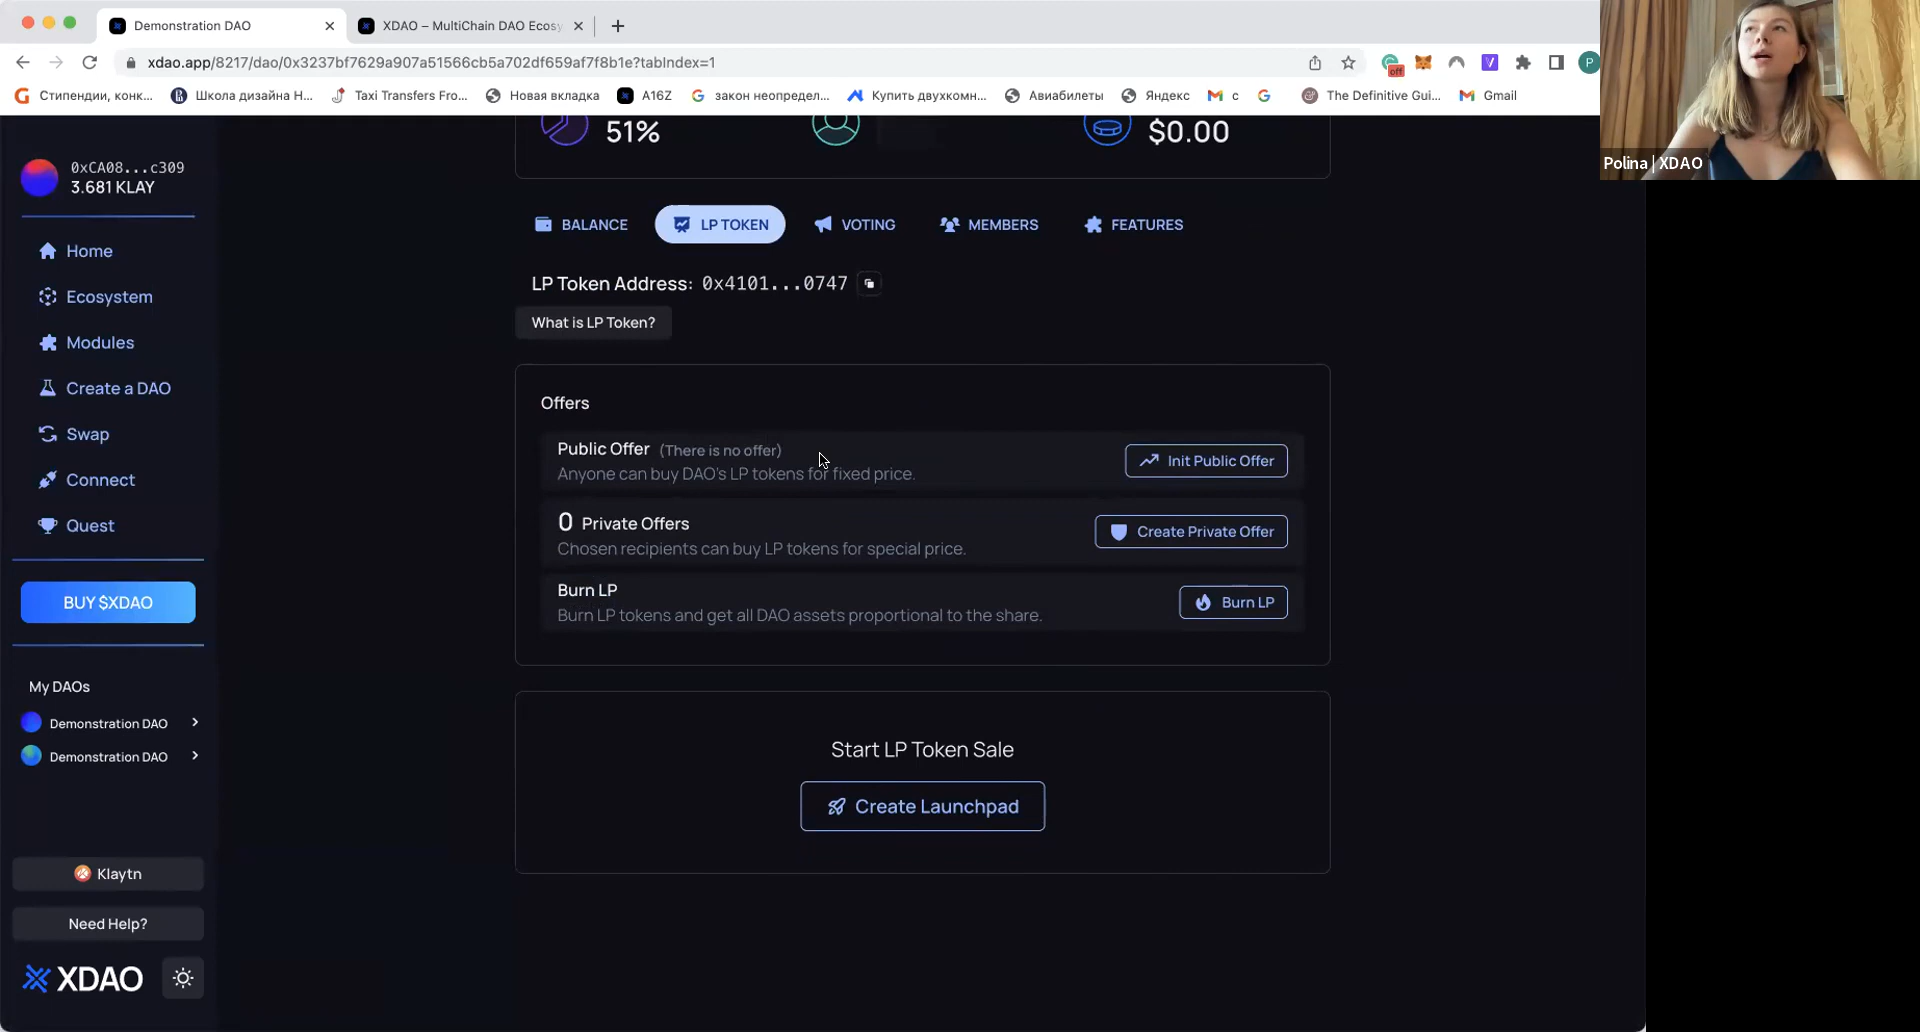 Demonstration DAO
XDAO – MultiChain DAO Ecosy
xdao.app/8217/dao/0x3237bf7629a907a51566cb5a702df659af7f8b1e?tabIndex=1
off
P
Стипендии, конк...
Школа дизайна Н...
Taxi Transfers Fro...
Новая вкладка
A16Z
закон неопредел...
Купить двухкомн...
Авиабилеты
Яндекс
с
The Definitive Gui...
Gmail
Polina | XDAO
0xCA08...c309
3.681 KLAY
Home
Ecosystem
Modules
Create a DAO
Swap
Connect
Quest
BUY $XDAO
My DAOs
Demonstration DAO
Demonstration DAO
Klaytn
Need Help?
XDAO
51%
$0.00
BALANCE
LP TOKEN
VOTING
MEMBERS
FEATURES
LP Token Address: 0x4101...0747
What is LP Token?
Offers
Public Offer (There is no offer)
Anyone can buy DAO's LP tokens for fixed price.
Init Public Offer
0 Private Offers
Chosen recipients can buy LP tokens for special price.
Create Private Offer
Burn LP
Burn LP tokens and get all DAO assets proportional to the share.
Burn LP
Start LP Token Sale
Create Launchpad